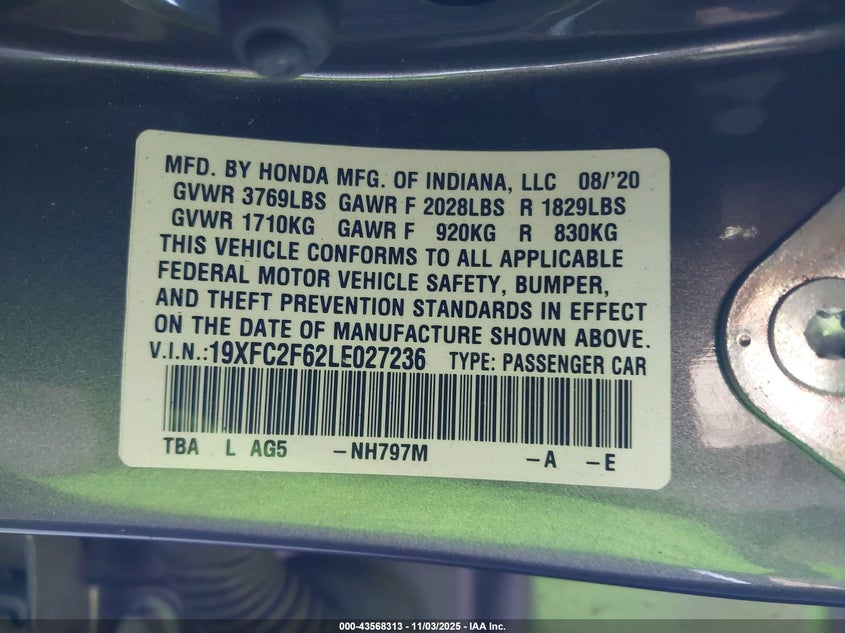 MFD. BY HONDA MFG. OF INDIANA, LLC 08/'20
GVWR 3769LBS GAWR F 2028LBS R 1829LBS
GVWR 1710KG GAWR F 920KG R 830KG
THIS VEHICLE CONFORMS TO ALL APPLICABLE
FEDERAL MOTOR VEHICLE SAFETY, BUMPER,
AND THEFT PREVENTION STANDARDS IN EFFECT
ON THE DATE OF MANUFACTURE SHOWN ABOVE.
V.I.N.:19XFC2F62LE027236 TYPE: PASSENGER CAR
TBA L AG5 -NH797M -A -E
000-43568313 - 11/03/2025 - IAA Inc.